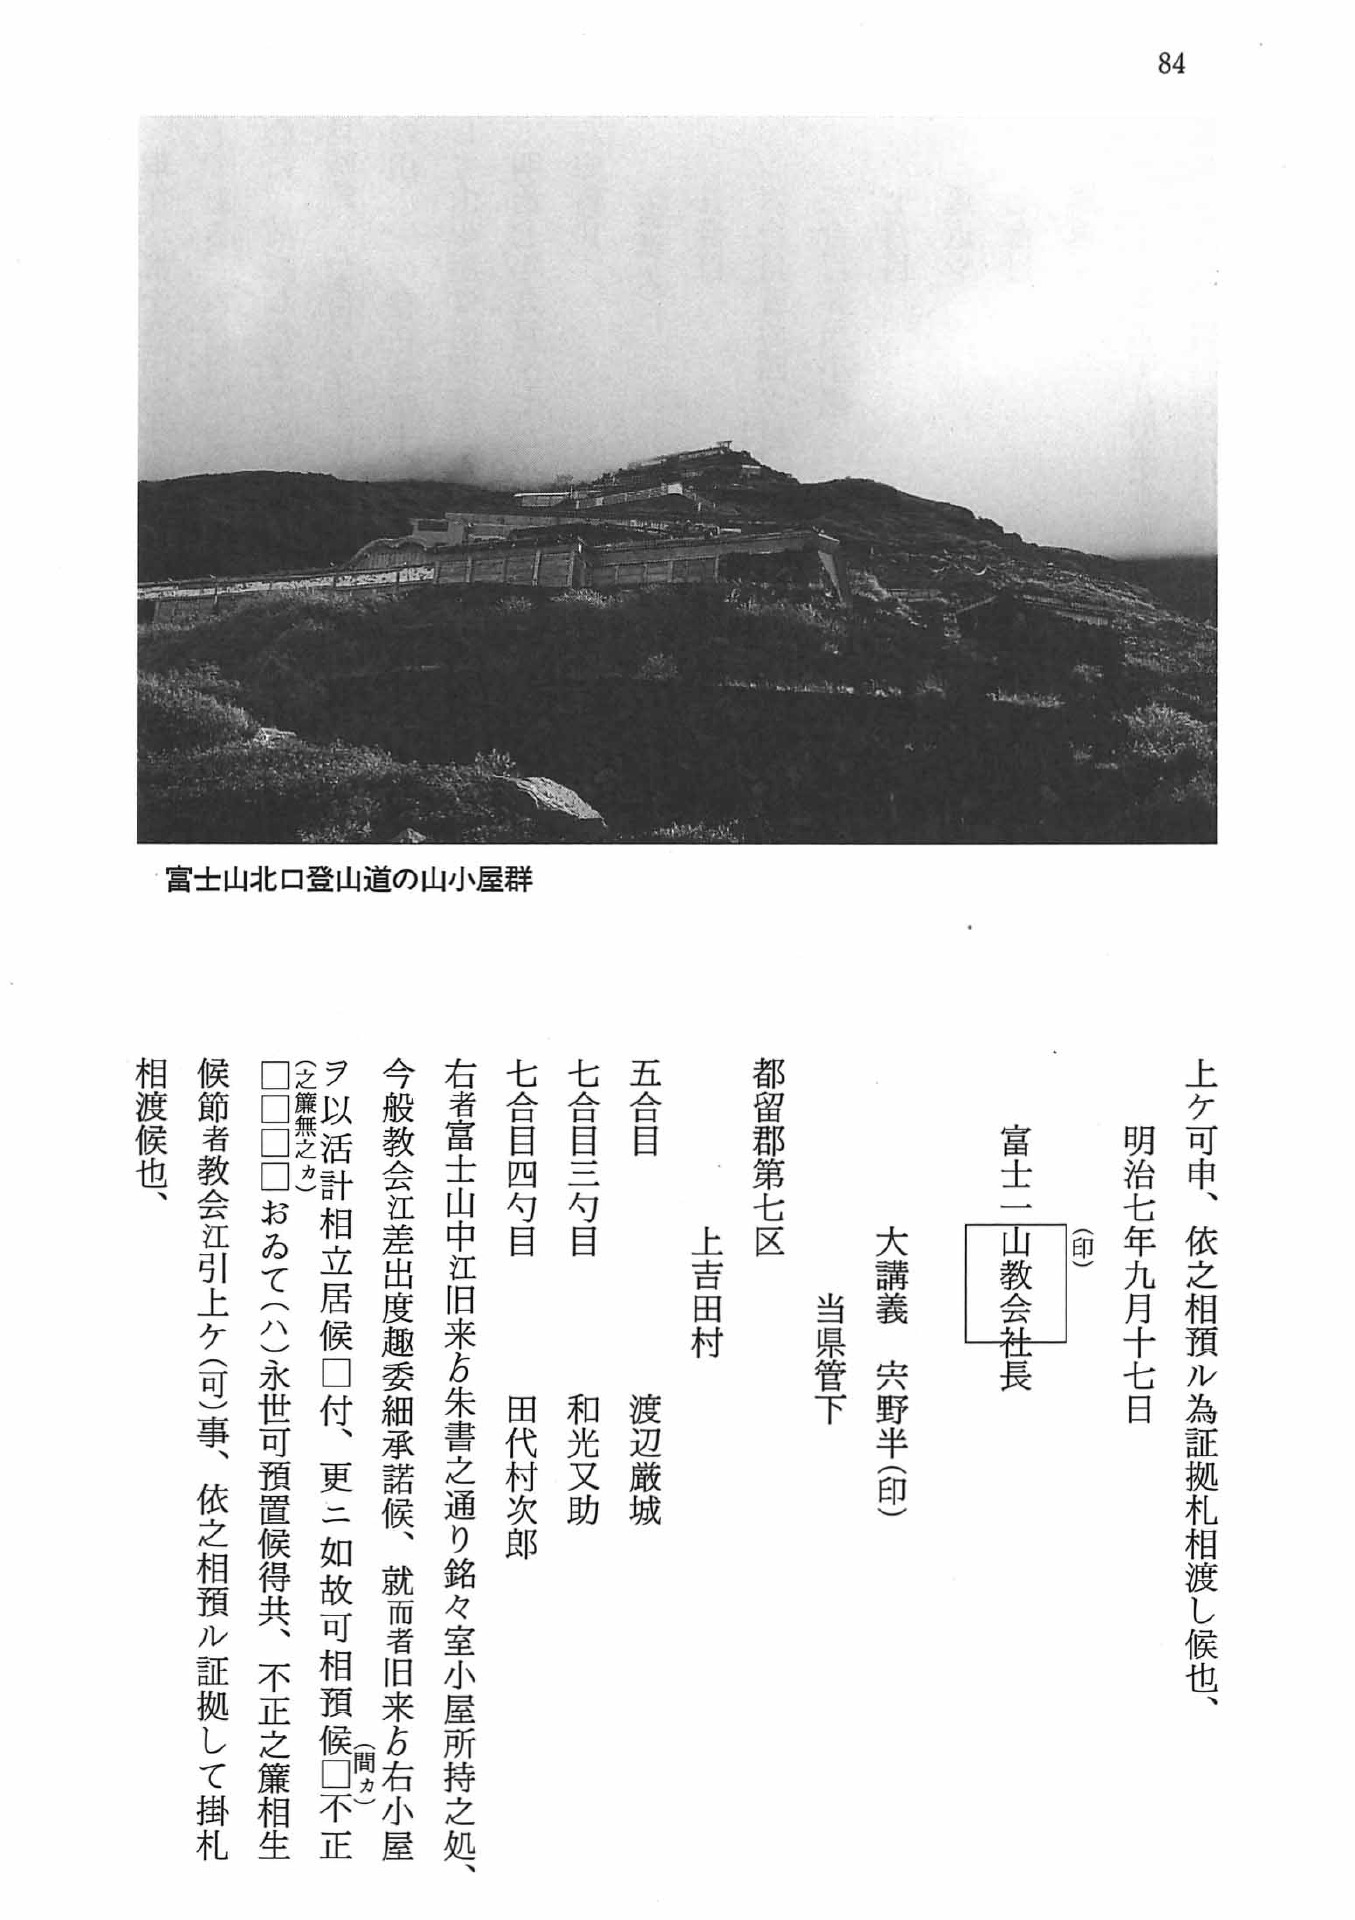 84
富士山北口登山道の山小屋群
上ケ可申、依之相預ル為証拠札相渡し候也、
明治七年九月十七日
(印)
富士一山教会社長
大講義　宍野半(印)
当県管下
都留郡第七区
上吉田村
五合目　渡辺厳城
七合目三勺目　和光又助
七合目四勺目　田代村次郎
右者富士山中江旧来ゟ朱書之通り銘々室小屋所持之処、
今般教会江差出度趣委細承諾候、就而者旧来ゟ右小屋
ヲ以活計相立居候□付、更ニ如故可相預候□(間カ)不正
□□□□(之簾無之カ)おゐて(ハ)永世可預置候得共、不正之簾相生
候節者教会江引上ケ(可)事、依之相預ル証拠して掛札
相渡候也、